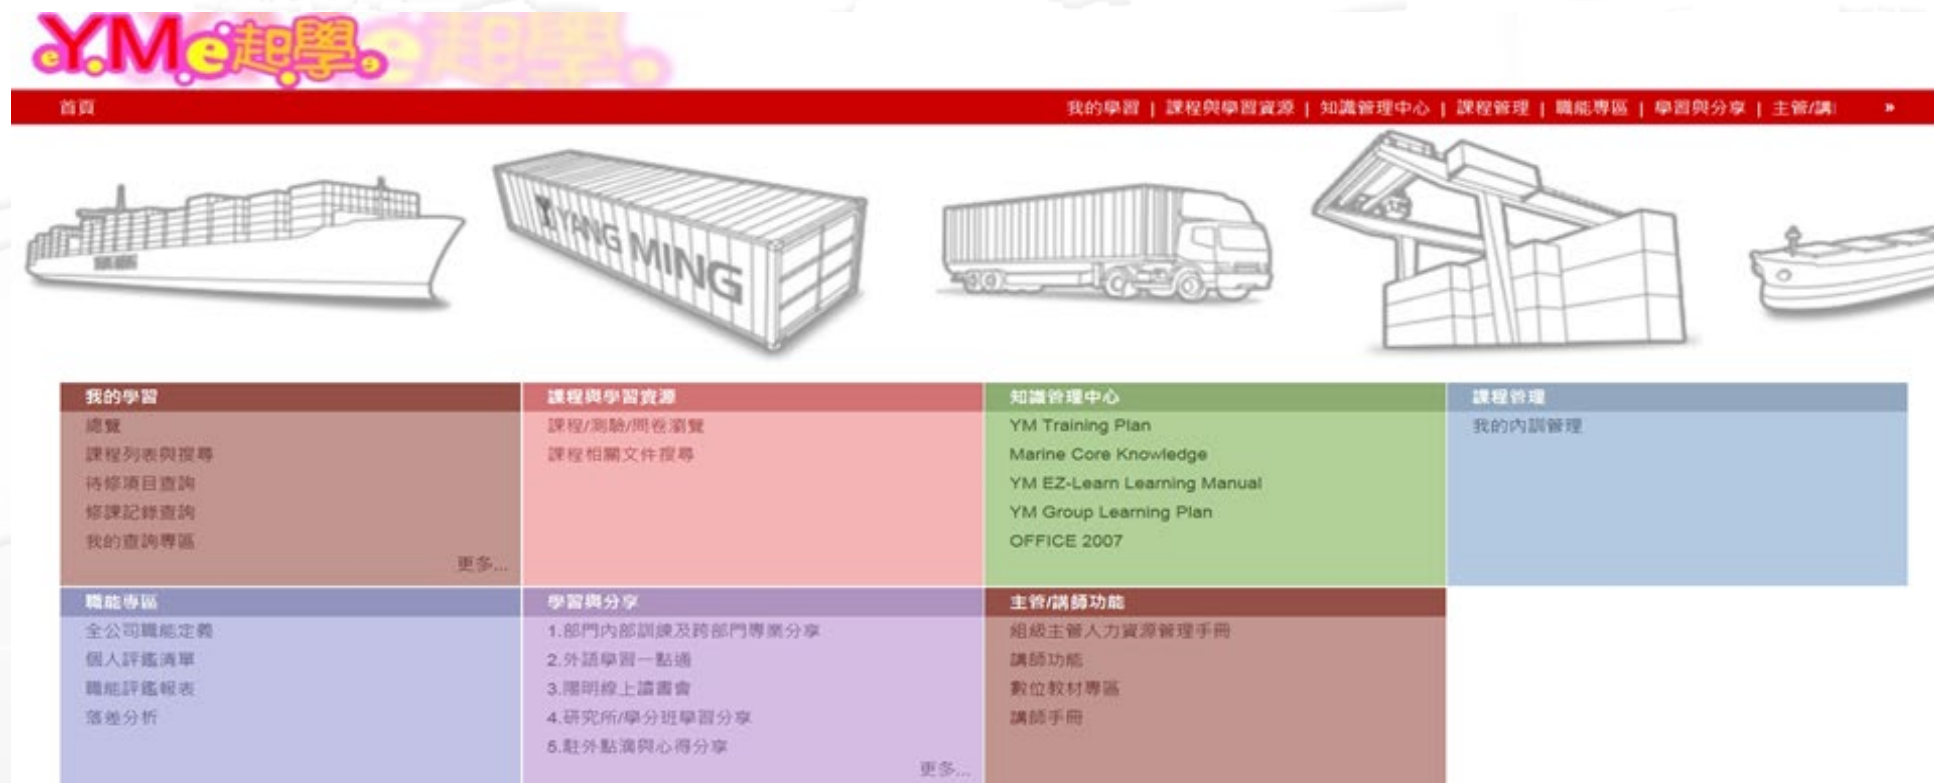 YMe起學
首頁
我的學習 | 課程與學習資源 | 知識管理中心 | 課程管理 | 職能專區 | 學習與分享 | 主管/講 »
YANG MING
我的學習
總覽
課程列表與搜尋
待修項目查詢
修課記錄查詢
我的查詢專區
更多...
課程與學習資源
課程/測驗/問卷瀏覽
課程相關文件搜尋
知識管理中心
YM Training Plan
Marine Core Knowledge
YM EZ-Learn Learning Manual
YM Group Learning Plan
OFFICE 2007
課程管理
我的內訓管理
職能專區
全公司職能定義
個人評鑑清單
職能評鑑報表
落差分析
學習與分享
1.部門內部訓練及跨部門專業分享
2.外語學習一點通
3.陽明線上讀書會
4.研究所/學分班學習分享
5.駐外點滴與心得分享
更多...
主管/講師功能
組級主管人力資源管理手冊
講師功能
數位教材專區
講師手冊